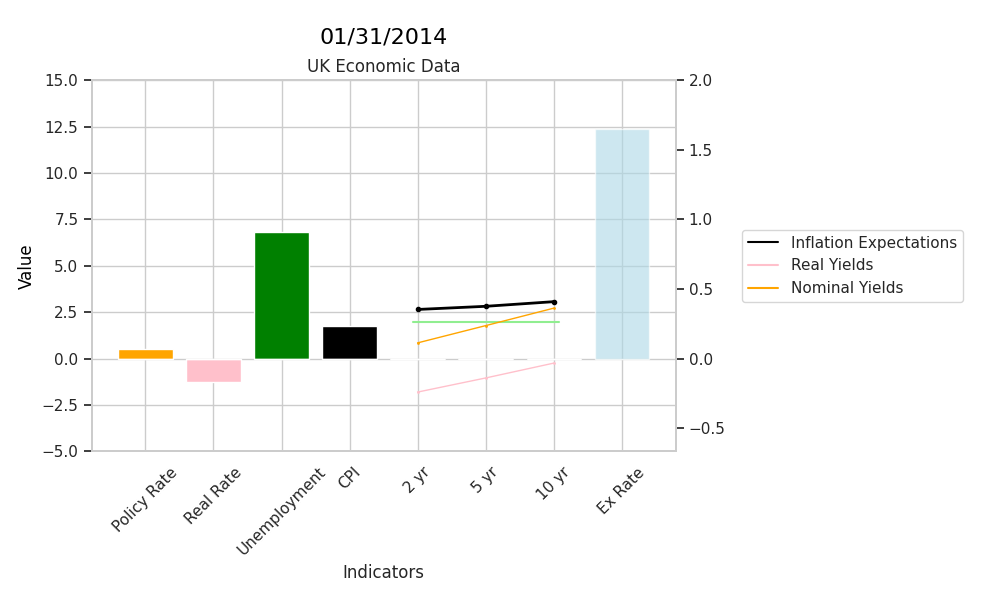 01/31/2014
UK Economic Data
15.0
12.5
10.0
7.5
5.0
2.5
0.0
−2.5
−5.0
Value
2.0
1.5
1.0
0.5
0.0
−0.5
Inflation Expectations
Real Yields
Nominal Yields
Policy Rate
Real Rate
Unemployment
CPI
2 yr
5 yr
10 yr
Ex Rate
Indicators